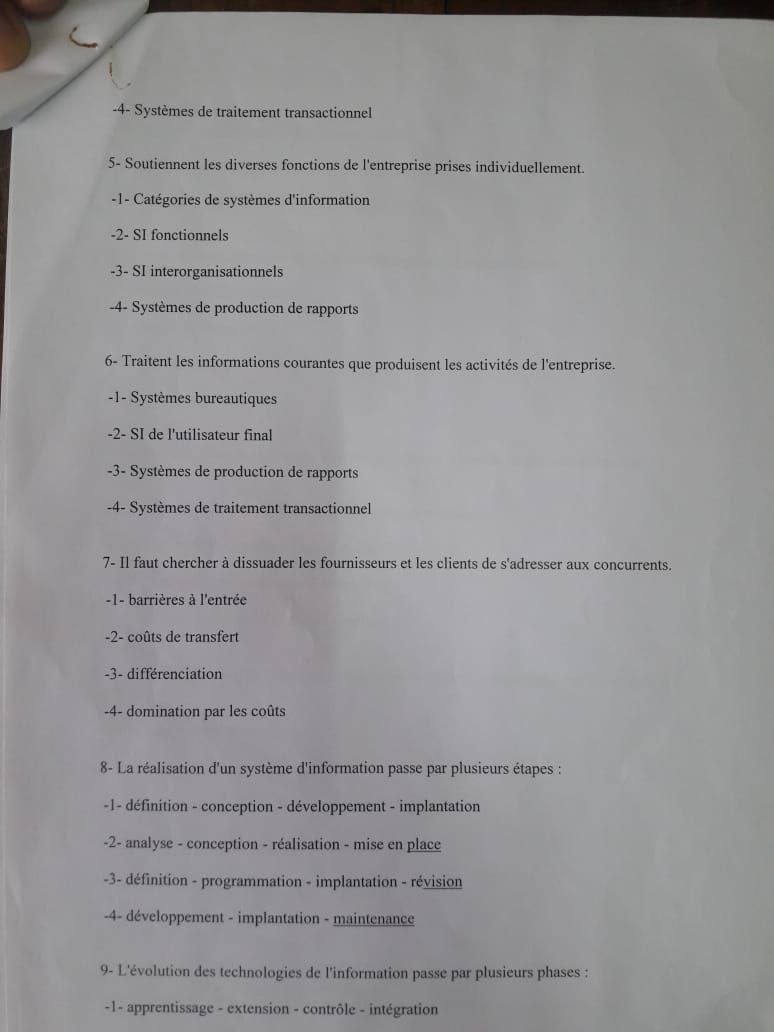 -4- Systèmes de traitement transactionnel
5- Soutiennent les diverses fonctions de l'entreprise prises individuellement.
-1- Catégories de systèmes d'information
-2- SI fonctionnels
-3- SI interorganisationnels
-4- Systèmes de production de rapports
6- Traitent les informations courantes que produisent les activités de l'entreprise.
-1- Systèmes bureautiques
-2- SI de l'utilisateur final
-3- Systèmes de production de rapports
-4- Systèmes de traitement transactionnel
7- Il faut chercher à dissuader les fournisseurs et les clients de s'adresser aux concurrents.
-1- barrières à l'entrée
-2- coûts de transfert
-3- différenciation
-4- domination par les coûts
8- La réalisation d'un système d'information passe par plusieurs étapes :
-1- définition - conception - développement - implantation
-2- analyse - conception - réalisation - mise en place
-3- définition - programmation - implantation - révision
-4- développement - implantation - maintenance
9- L'évolution des technologies de l'information passe par plusieurs phases :
-1- apprentissage - extension - contrôle - intégration